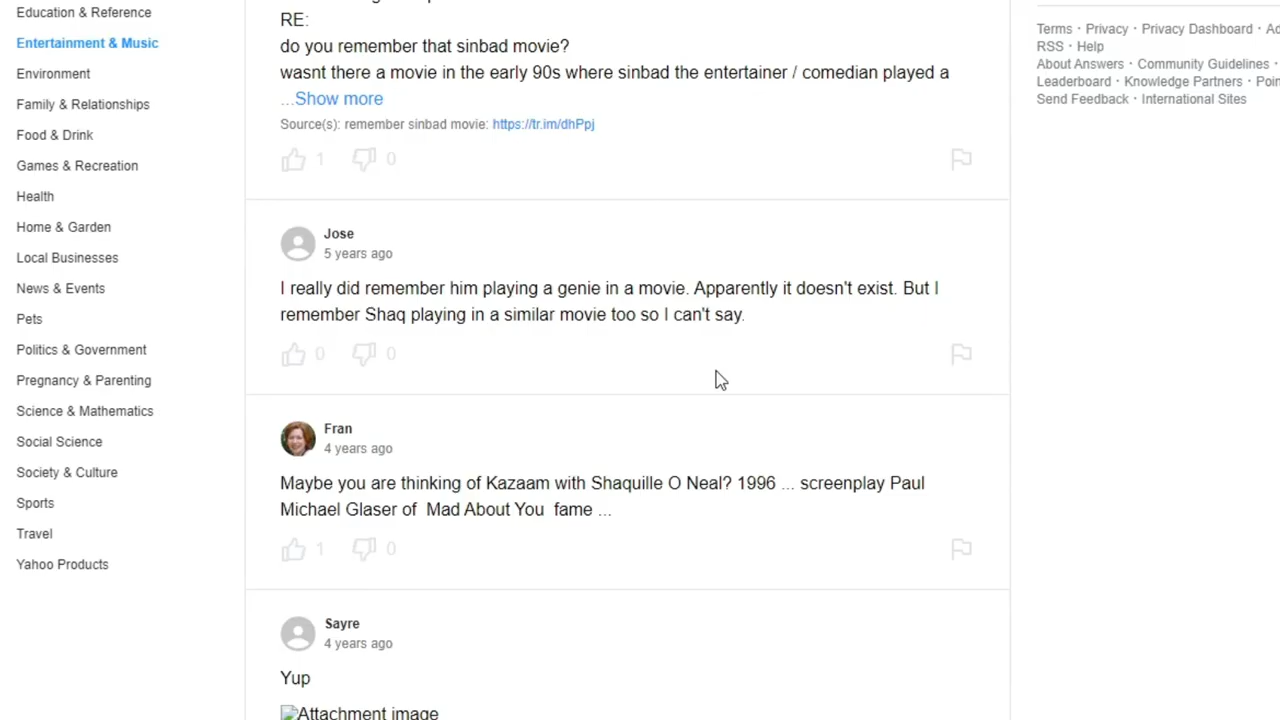 Education & Reference
Entertainment & Music
Environment
Family & Relationships
Food & Drink
Games & Recreation
Health
Home & Garden
Local Businesses
News & Events
Pets
Politics & Government
Pregnancy & Parenting
Science & Mathematics
Social Science
Society & Culture
Sports
Travel
Yahoo Products
RE:
do you remember that sinbad movie?
wasnt there a movie in the early 90s where sinbad the entertainer / comedian played a
...Show more
Source(s): remember sinbad movie: https://tr.im/dhPpj
1 0
Jose
5 years ago
I really did remember him playing a genie in a movie. Apparently it doesn't exist. But I
remember Shaq playing in a similar movie too so I can't say.
0 0
Fran
4 years ago
Maybe you are thinking of Kazaam with Shaquille O Neal? 1996 ... screenplay Paul
Michael Glaser of Mad About You fame ...
1 0
Sayre
4 years ago
Yup
Attachment image
Terms · Privacy · Privacy Dashboard ·
RSS · Help
About Answers · Community Guidelines ·
Leaderboard · Knowledge Partners ·
Send Feedback · International Sites